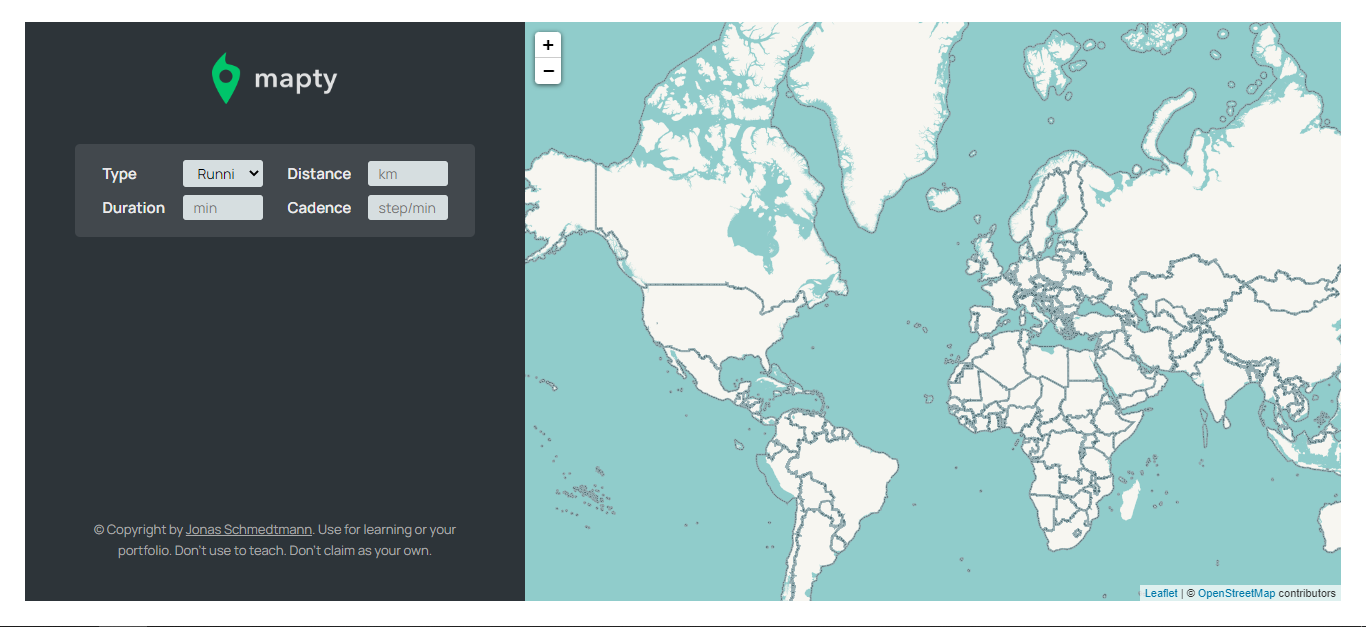 mapty
+
−
Type Runni Distance km
Duration min Cadence step/min
© Copyright by Jonas Schmedtmann. Use for learning or your
portfolio. Don't use to teach. Don't claim as your own.
Leaflet | © OpenStreetMap contributors